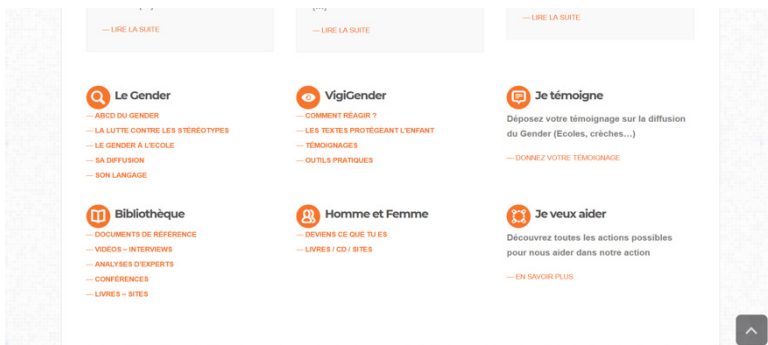 [...]
— LIRE LA SUITE
— LIRE LA SUITE
— LIRE LA SUITE
Le Gender
— ABCD DU GENDER
— LA LUTTE CONTRE LES STÉRÉOTYPES
— LE GENDER À L'ECOLE
— SA DIFFUSION
— SON LANGAGE
VigiGender
— COMMENT RÉAGIR ?
— LES TEXTES PROTÉGEANT L'ENFANT
— TÉMOIGNAGES
— OUTILS PRATIQUES
Je témoigne
Déposez votre témoignage sur la diffusion
du Gender (Ecoles, crèches…)
— DONNEZ VOTRE TÉMOIGNAGE
Bibliothèque
— DOCUMENTS DE RÉFÉRENCE
— VIDÉOS – INTERVIEWS
— ANALYSES D'EXPERTS
— CONFÉRENCES
— LIVRES – SITES
Homme et Femme
— DEVIENS CE QUE TU ES
— LIVRES / CD / SITES
Je veux aider
Découvrez toutes les actions possibles
pour nous aider dans notre action
— EN SAVOIR PLUS